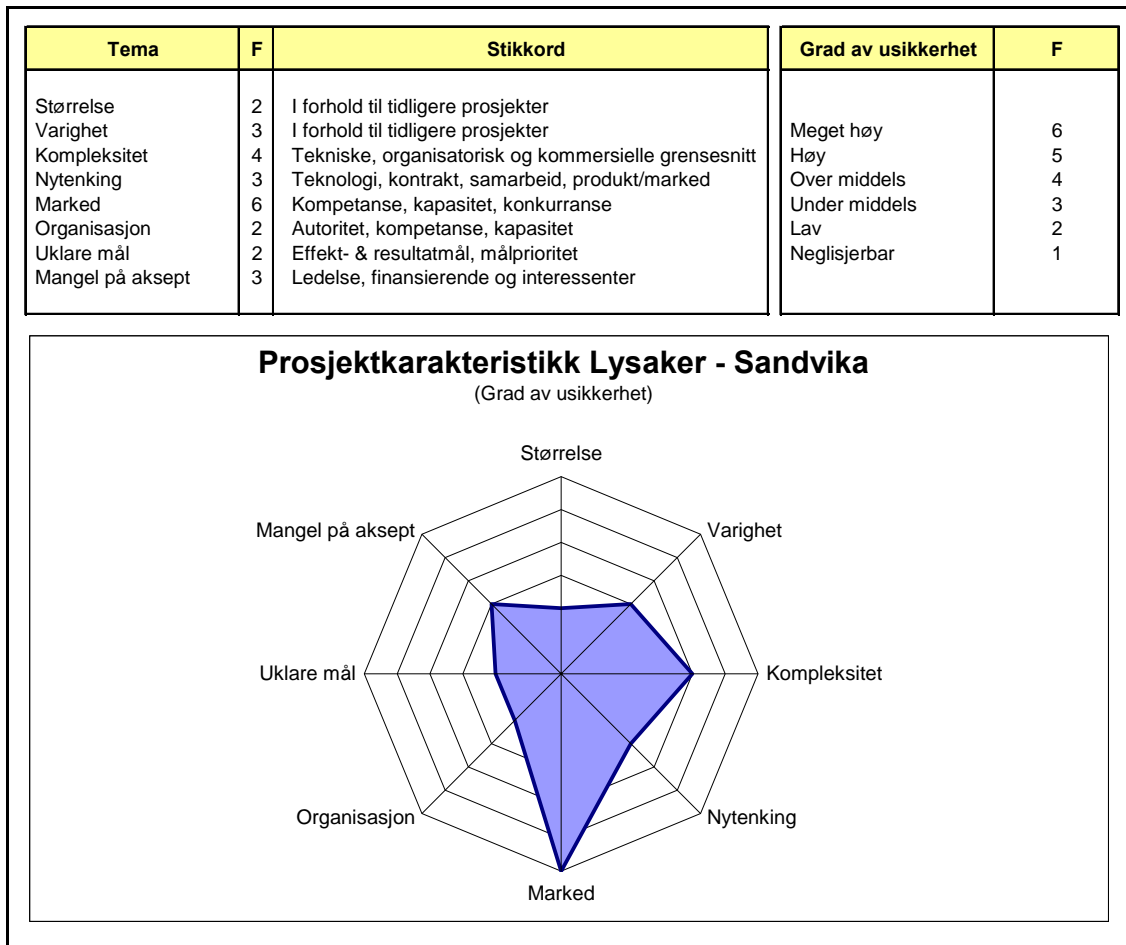 Tema F Stikkord Grad av usikkerhet F
Størrelse 2 I forhold til tidligere prosjekter
Varighet 3 I forhold til tidligere prosjekter Meget høy 6
Kompleksitet 4 Tekniske, organisatorisk og kommersielle grensesnitt Høy 5
Nytenking 3 Teknologi, kontrakt, samarbeid, produkt/marked Over middels 4
Marked 6 Kompetanse, kapasitet, konkurranse Under middels 3
Organisasjon 2 Autoritet, kompetanse, kapasitet Lav 2
Uklare mål 2 Effekt- & resultatmål, målprioritet Neglisjerbar 1
Mangel på aksept 3 Ledelse, finansierende og interessenter
Prosjektkarakteristikk Lysaker - Sandvika
(Grad av usikkerhet)
Størrelse
Mangel på aksept Varighet
Uklare mål Kompleksitet
Organisasjon Nytenking
Marked